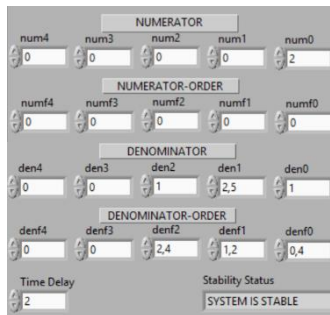 NUMERATOR
num4 num3 num2 num1 num0
0 0 0 0 2
NUMERATOR-ORDER
numf4 numf3 numf2 numf1 numf0
0 0 0 0 0
DENOMINATOR
den4 den3 den2 den1 den0
0 0 1 2,5 1
DENOMINATOR-ORDER
denf4 denf3 denf2 denf1 denf0
0 0 2,4 1,2 0,4
Time Delay Stability Status
2 SYSTEM IS STABLE